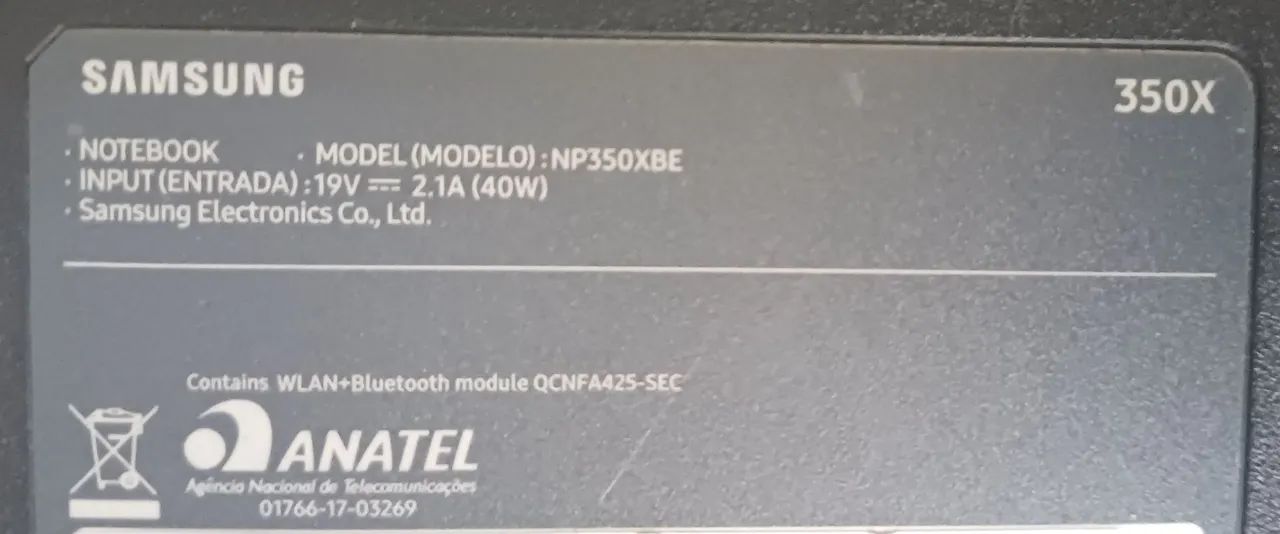 SAMSUNG
350X
· NOTEBOOK · MODEL (MODELO) : NP350XBE
· INPUT (ENTRADA) : 19V ⎓ 2.1A (40W)
· Samsung Electronics Co., Ltd.
Contains WLAN+Bluetooth module QCNFA425-SEC
ANATEL
Agência Nacional de Telecomunicações
01766-17-03269